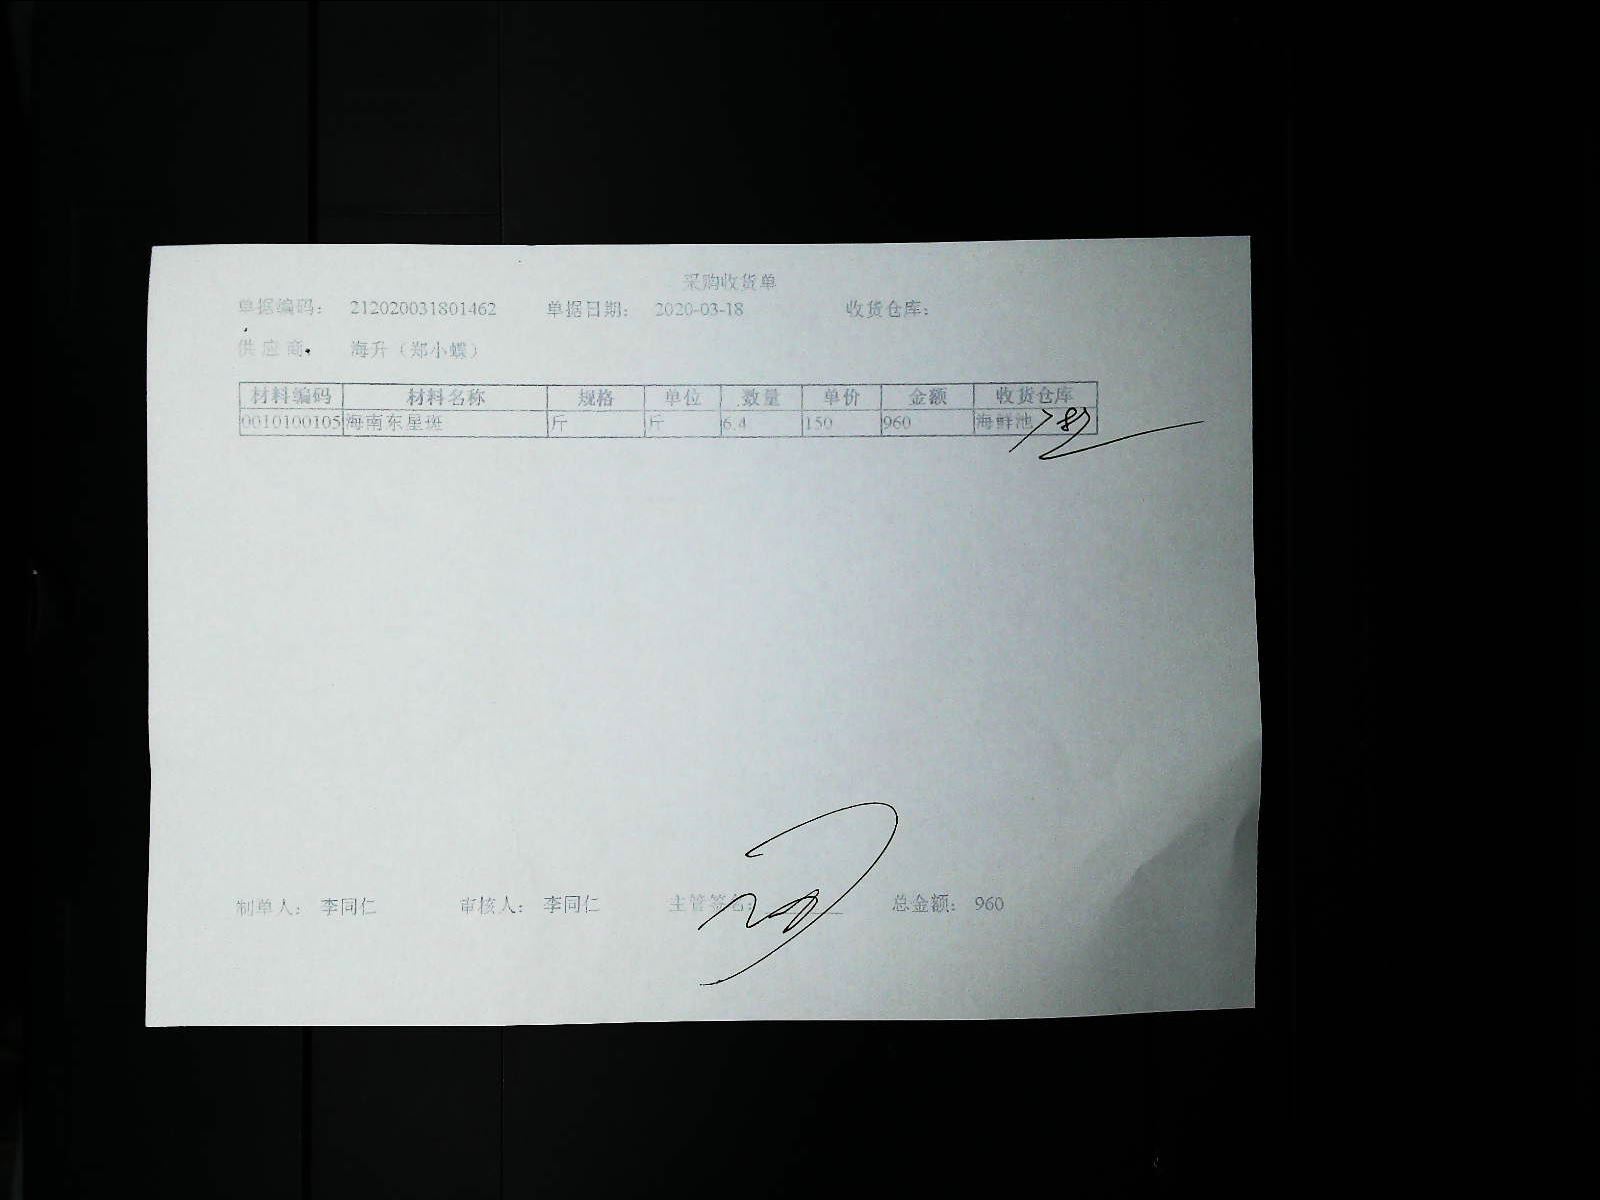 采购收货单
单据编码： 212020031801462 单据日期： 2020-03-18 收货仓库：
供应商： 海升（郑小蝶）
材料编码 材料名称 规格 单位 数量 单价 金额 收货仓库
0010100105 海南东星斑 斤 斤 6.4 150 960 海鲜池
制单人： 李同仁 审核人： 李同仁 主管签名： 总金额： 960